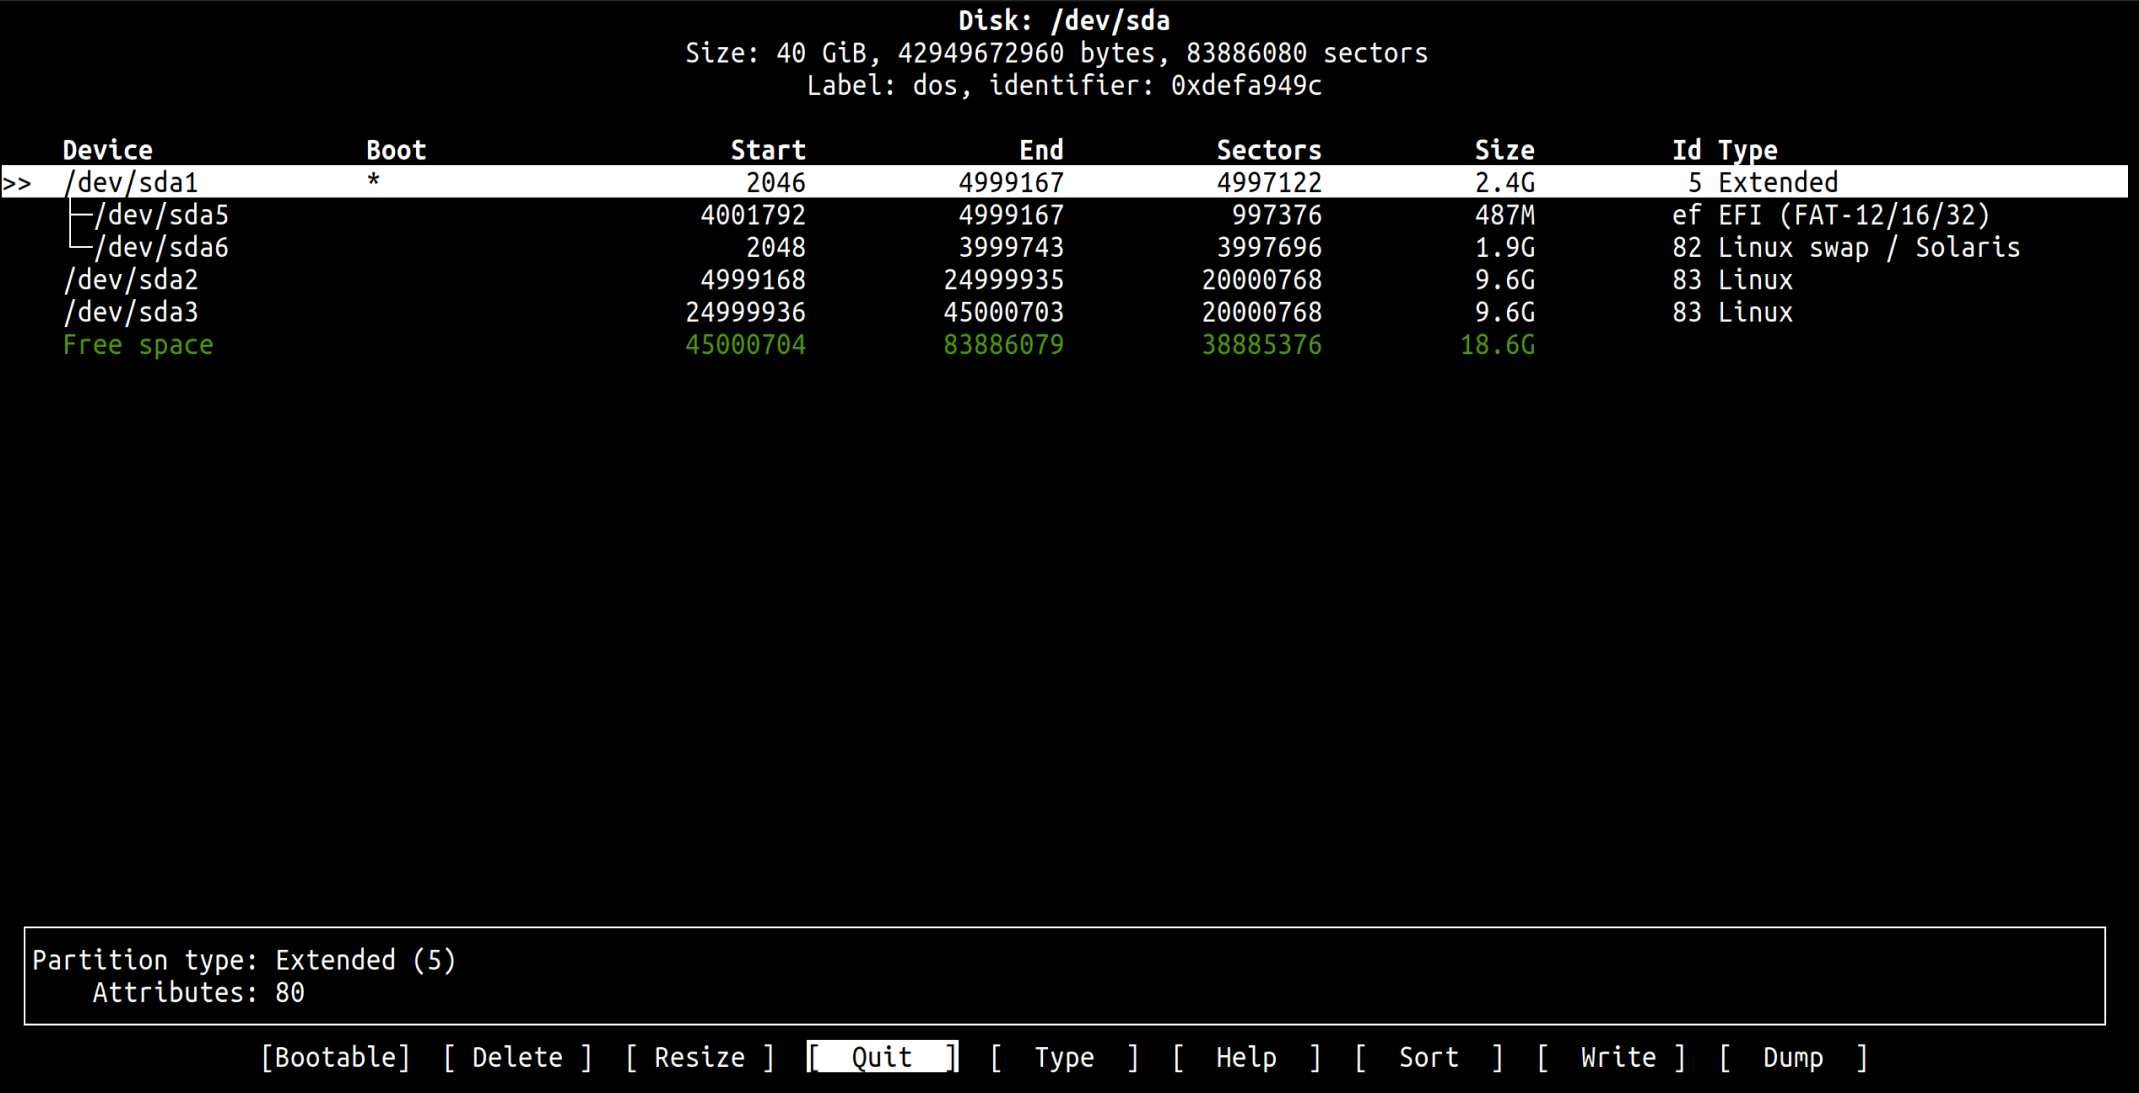 Disk: /dev/sda
Size: 40 GiB, 42949672960 bytes, 83886080 sectors
Label: dos, identifier: 0xdefa949c
Device Boot Start End Sectors Size Id Type
>> /dev/sda1 * 2046 4999167 4997122 2.4G 5 Extended
├─/dev/sda5 4001792 4999167 997376 487M ef EFI (FAT-12/16/32)
└─/dev/sda6 2048 3999743 3997696 1.9G 82 Linux swap / Solaris
/dev/sda2 4999168 24999935 20000768 9.6G 83 Linux
/dev/sda3 24999936 45000703 20000768 9.6G 83 Linux
Free space 45000704 83886079 38885376 18.6G
Partition type: Extended (5)
Attributes: 80
[Bootable] [ Delete ] [ Resize ] [ Quit ] [ Type ] [ Help ] [ Sort ] [ Write ] [ Dump ]